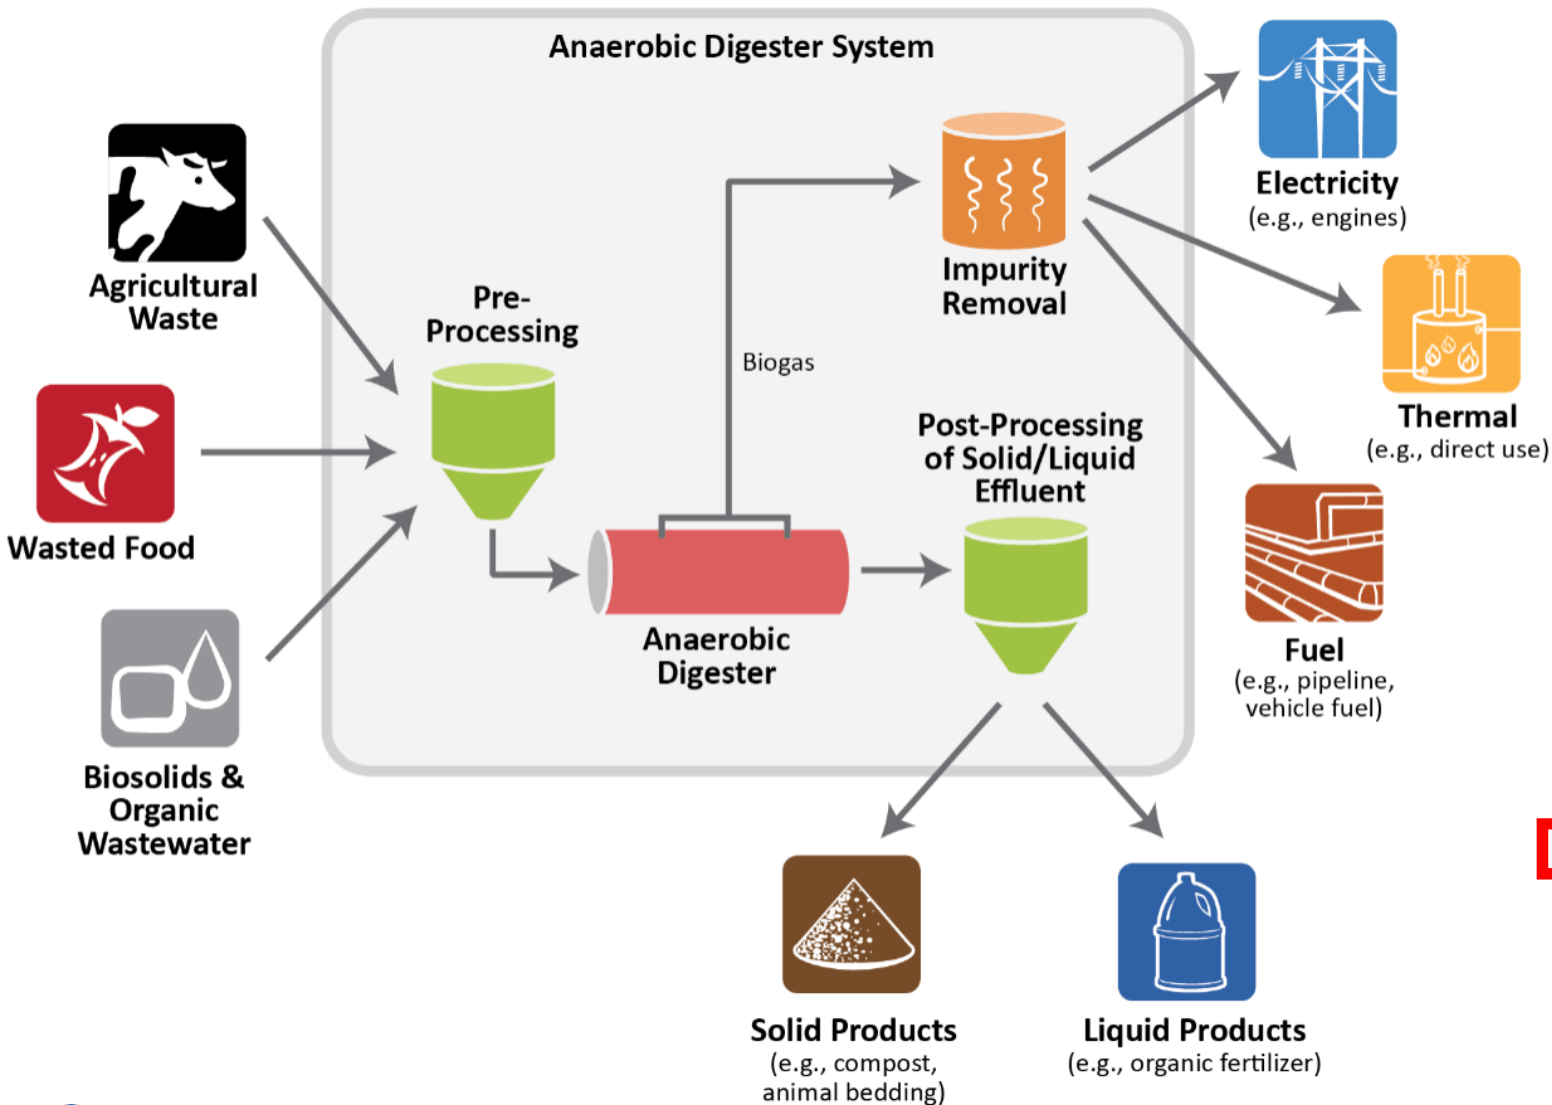 Anaerobic Digester System
Agricultural
Waste
Wasted Food
Biosolids &
Organic
Wastewater
Pre-
Processing
Anaerobic
Digester
Biogas
Impurity
Removal
Post-Processing
of Solid/Liquid
Effluent
Electricity
(e.g., engines)
Thermal
(e.g., direct use)
Fuel
(e.g., pipeline,
vehicle fuel)
Solid Products
(e.g., compost,
animal bedding)
Liquid Products
(e.g., organic fertilizer)